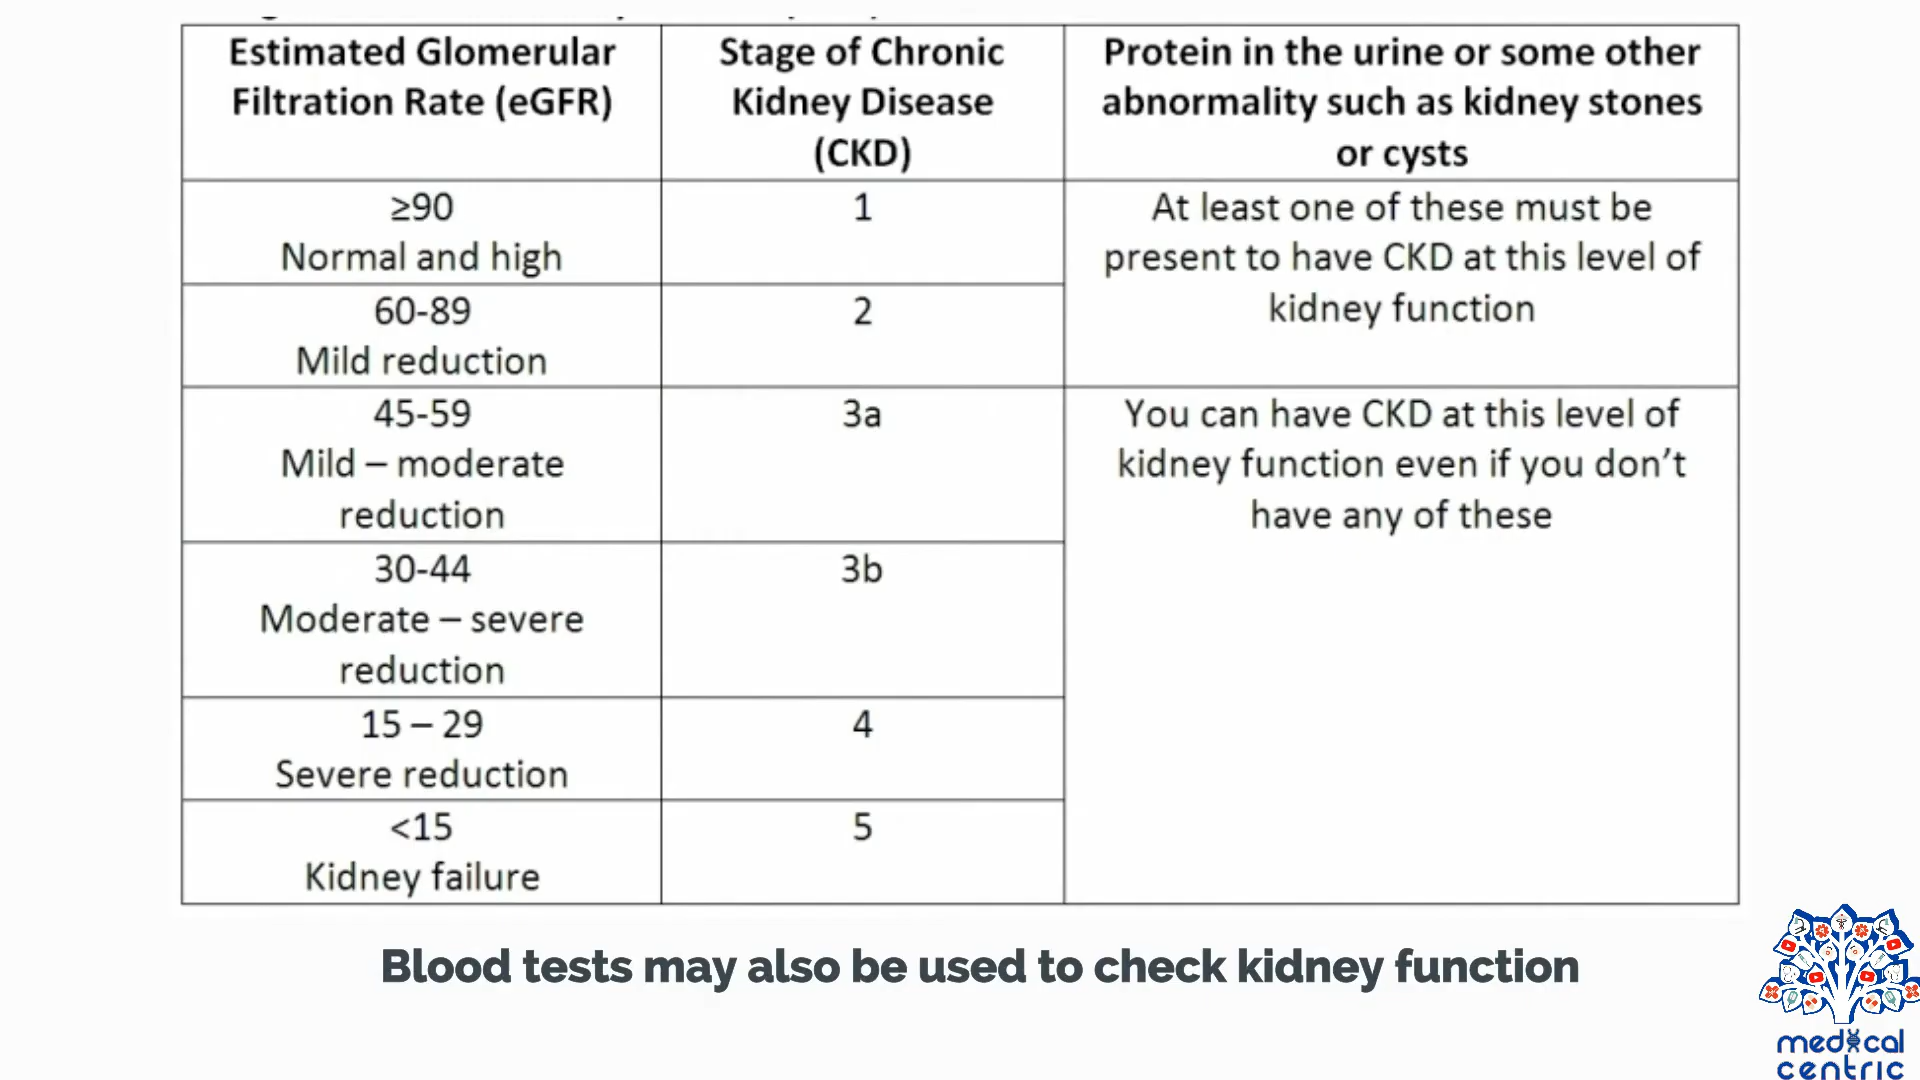 Estimated Glomerular
Filtration Rate (eGFR)
Stage of Chronic
Kidney Disease
(CKD)
Protein in the urine or some other
abnormality such as kidney stones
or cysts
≥90
Normal and high
1
At least one of these must be
present to have CKD at this level of
kidney function
60-89
Mild reduction
2
45-59
Mild – moderate
reduction
3a
You can have CKD at this level of
kidney function even if you don’t
have any of these
30-44
Moderate – severe
reduction
3b
15 – 29
Severe reduction
4
<15
Kidney failure
5
Blood tests may also be used to check kidney function
medical
centric